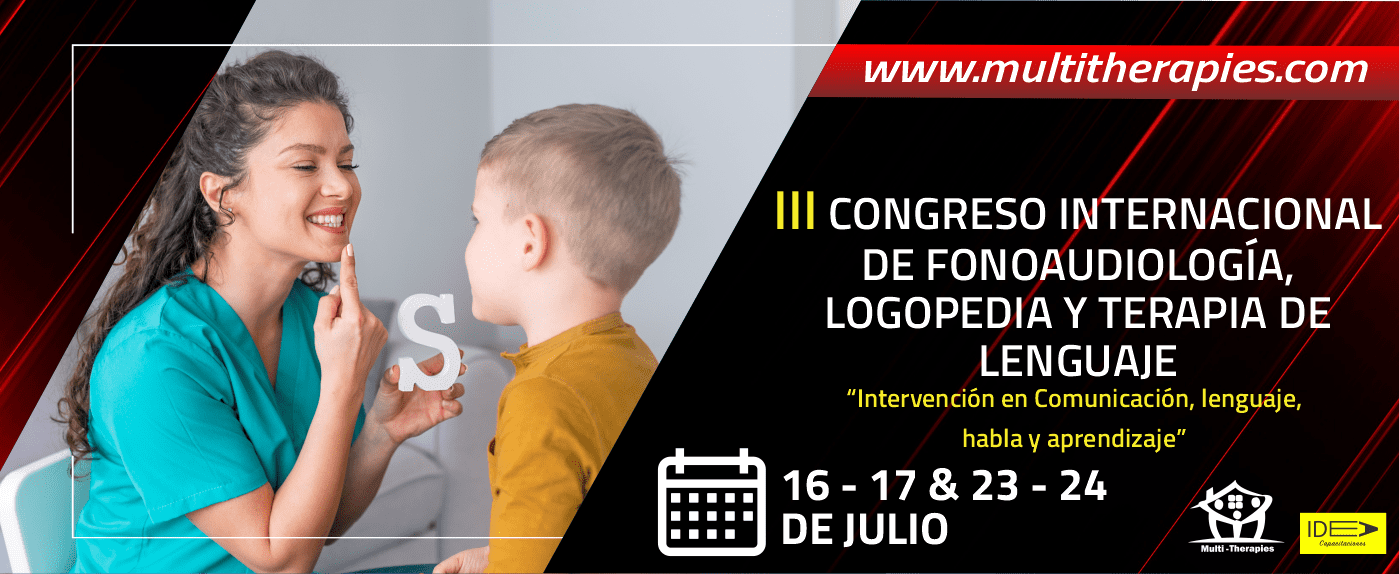 www.multitherapies.com
III CONGRESO INTERNACIONAL
DE FONOAUDIOLOGÍA,
LOGOPEDIA Y TERAPIA DE
LENGUAJE
“Intervención en Comunicación, lenguaje,
habla y aprendizaje”
S
16 - 17 & 23 - 24
DE JULIO
Multi -Therapies
IDEA
Capacitaciones